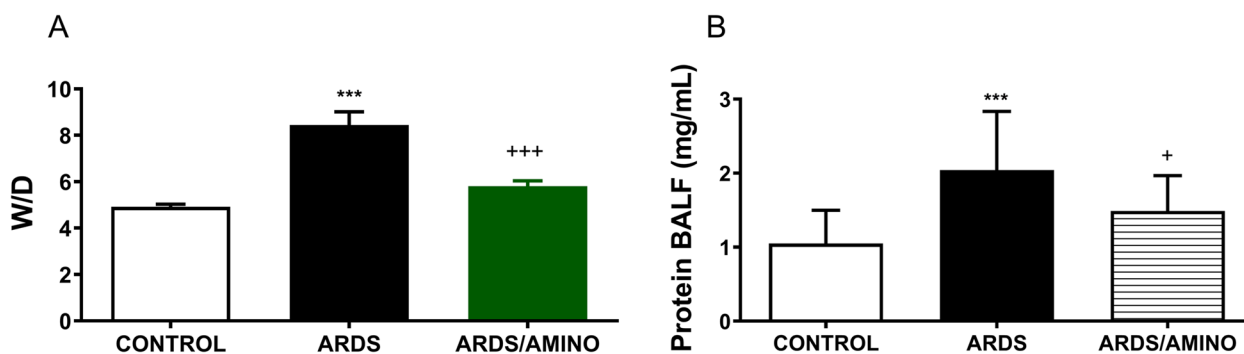 A
W/D
10
8
6
4
2
0
***
+++
CONTROL
ARDS
ARDS/AMINO
B
Protein BALF (mg/mL)
3
2
1
0
***
+
CONTROL
ARDS
ARDS/AMINO